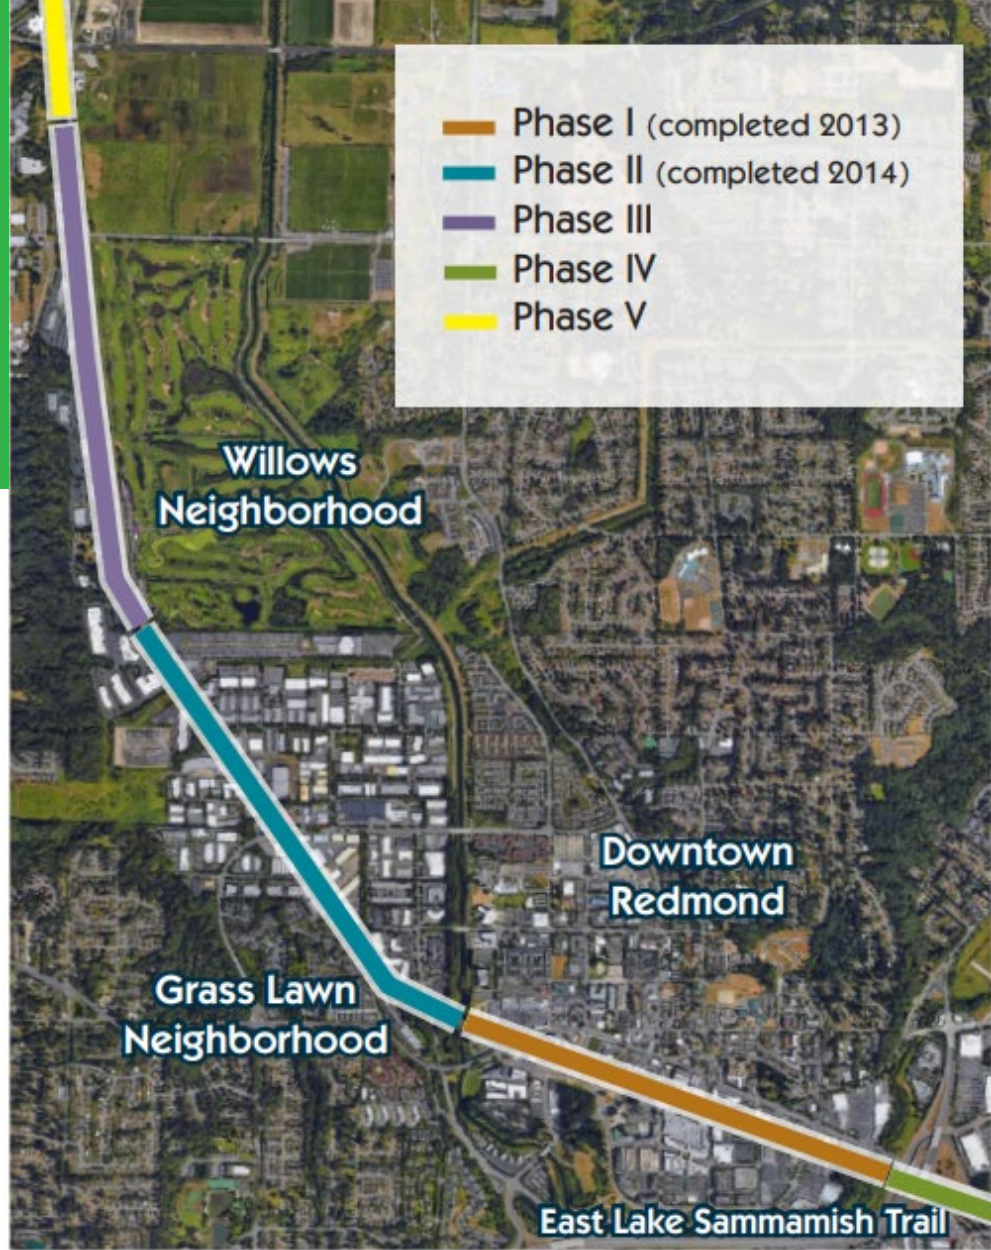 Phase I (completed 2013)
Phase II (completed 2014)
Phase III
Phase IV
Phase V
Willows
Neighborhood
Downtown
Redmond
Grass Lawn
Neighborhood
East Lake Sammamish Trail